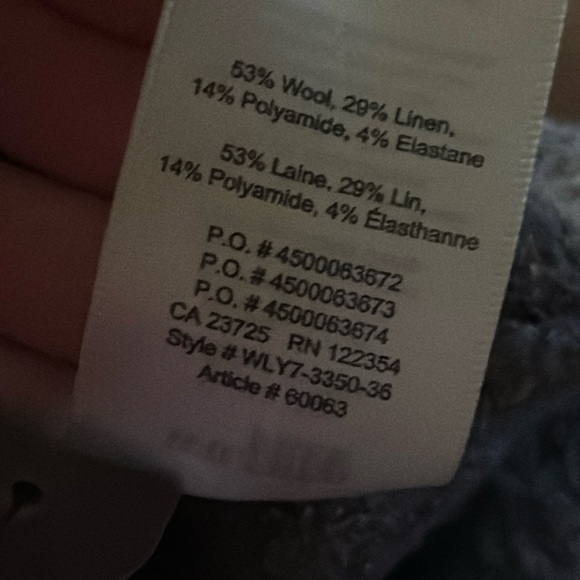 53% Wool, 29% Linen,
14% Polyamide, 4% Elastane
53% Laine, 29% Lin,
14% Polyamide, 4% Élasthanne
P.O. # 4500063672
P.O. # 4500063673
P.O. # 4500063674
CA 23725 RN 122354
Style # WLY7-3350-36
Article # 60063